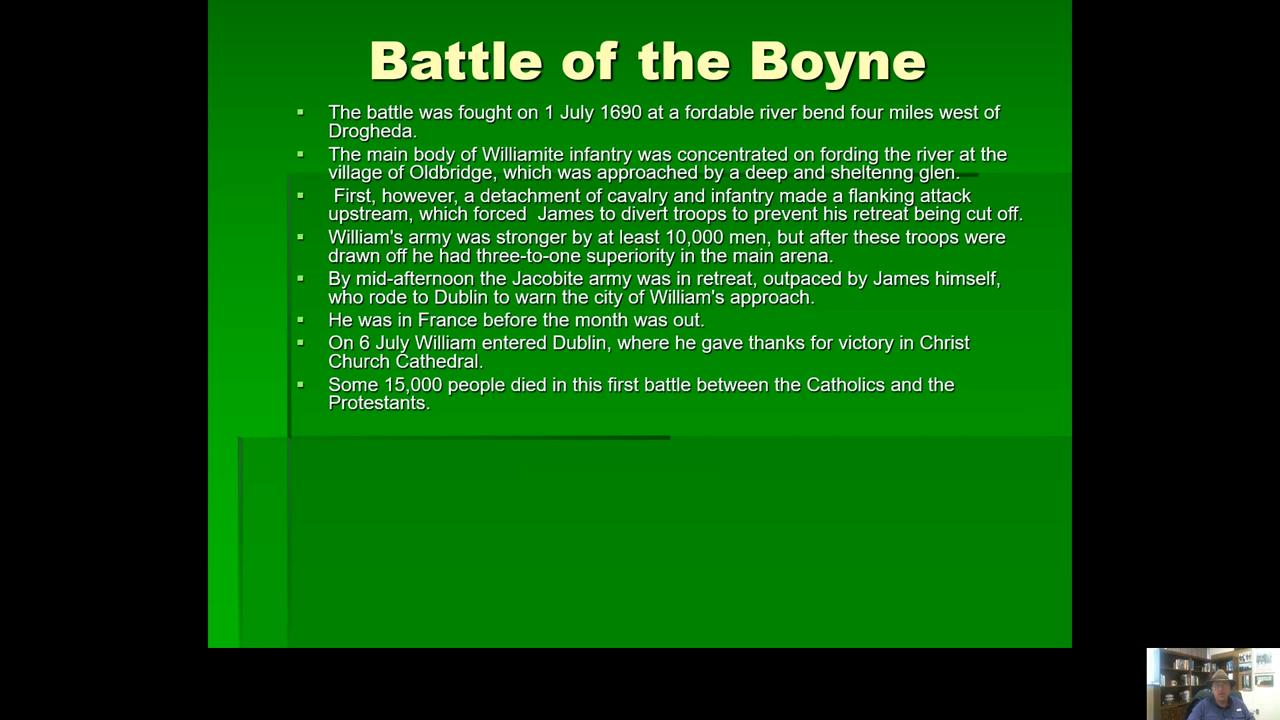 Battle of the Boyne
▪ The battle was fought on 1 July 1690 at a fordable river bend four miles west of
Drogheda.
▪ The main body of Williamite infantry was concentrated on fording the river at the
village of Oldbridge, which was approached by a deep and sheltenng glen.
▪ First, however, a detachment of cavalry and infantry made a flanking attack
upstream, which forced James to divert troops to prevent his retreat being cut off.
▪ William's army was stronger by at least 10,000 men, but after these troops were
drawn off he had three-to-one superiority in the main arena.
▪ By mid-afternoon the Jacobite army was in retreat, outpaced by James himself,
who rode to Dublin to warn the city of William's approach.
▪ He was in France before the month was out.
▪ On 6 July William entered Dublin, where he gave thanks for victory in Christ
Church Cathedral.
▪ Some 15,000 people died in this first battle between the Catholics and the
Protestants.